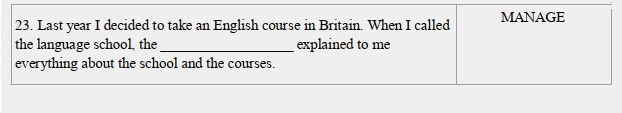 23. Last year I decided to take an English course in Britain. When I called
the language school, the ____________________ explained to me
everything about the school and the courses.
MANAGE